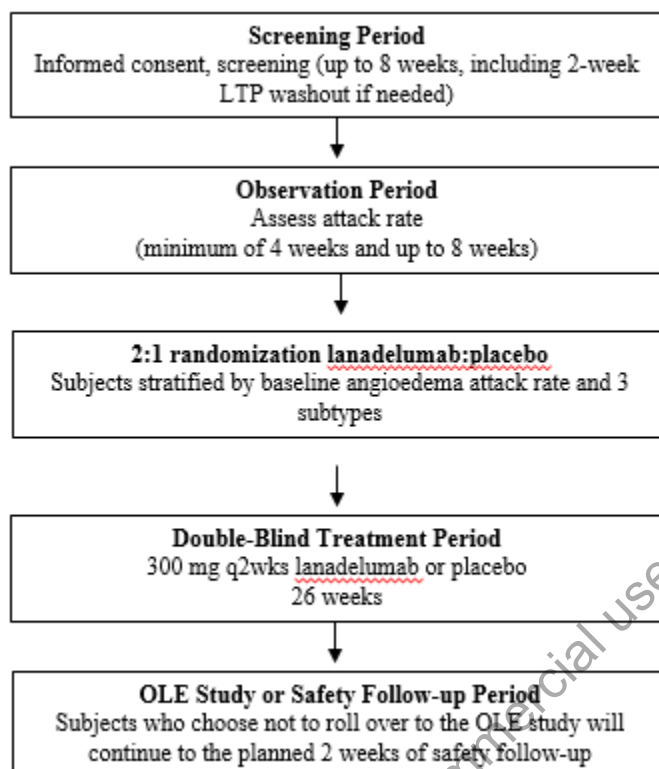 Screening Period
Informed consent, screening (up to 8 weeks, including 2-week
LTP washout if needed)
Observation Period
Assess attack rate
(minimum of 4 weeks and up to 8 weeks)
2:1 randomization lanadelumab:placebo
Subjects stratified by baseline angioedema attack rate and 3
subtypes
Double-Blind Treatment Period
300 mg q2wks lanadelumab or placebo
26 weeks
OLE Study or Safety Follow-up Period
Subjects who choose not to roll over to the OLE study will
continue to the planned 2 weeks of safety follow-up
mercial use